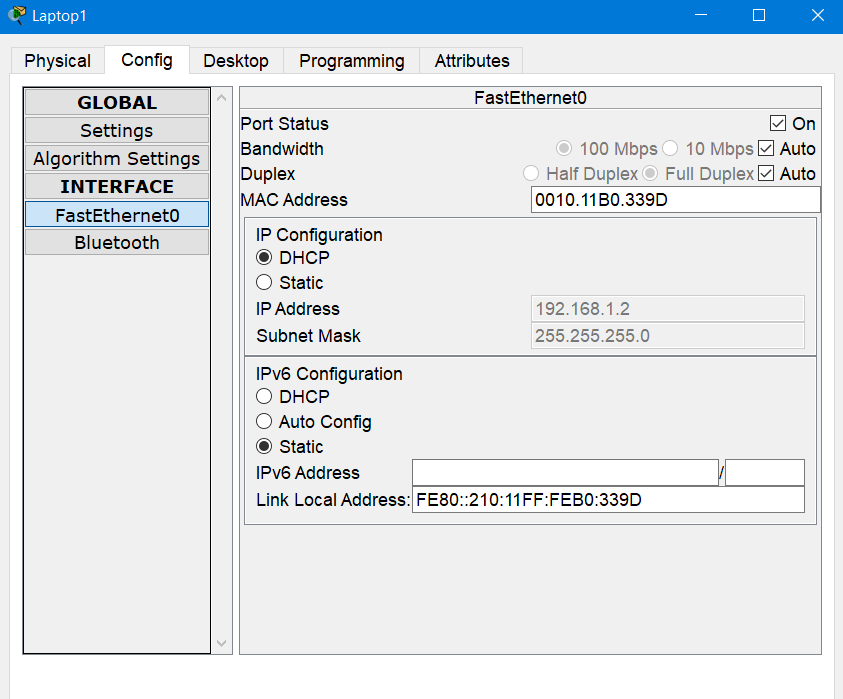 Laptop1
Physical Config Desktop Programming Attributes
GLOBAL
Settings
Algorithm Settings
INTERFACE
FastEthernet0
Bluetooth
FastEthernet0
Port Status On
Bandwidth 100 Mbps 10 Mbps Auto
Duplex Half Duplex Full Duplex Auto
MAC Address 0010.11B0.339D
IP Configuration
DHCP
Static
IP Address 192.168.1.2
Subnet Mask 255.255.255.0
IPv6 Configuration
DHCP
Auto Config
Static
IPv6 Address /
Link Local Address: FE80::210:11FF:FEB0:339D